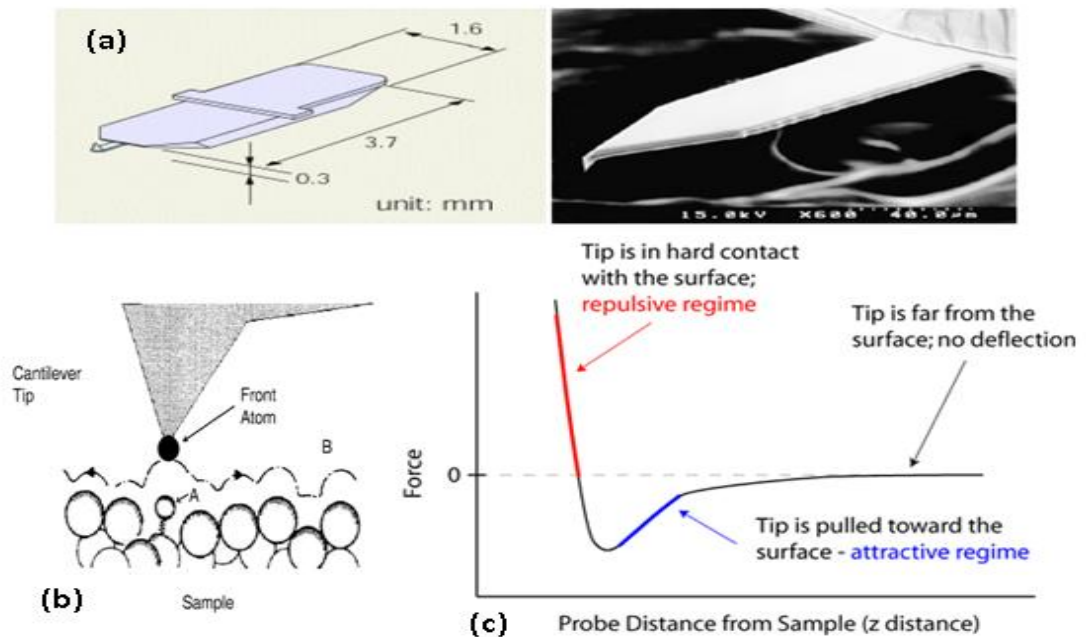 (a)
1.6
3.7
0.3
unit: mm
15.0kV X600 40.0µm
Cantilever
Tip
Front
Atom
B
A
(b)
Sample
Tip is in hard contact
with the surface;
repulsive regime
Tip is far from the
surface; no deflection
Force
0
Tip is pulled toward the
surface - attractive regime
(c)
Probe Distance from Sample (z distance)